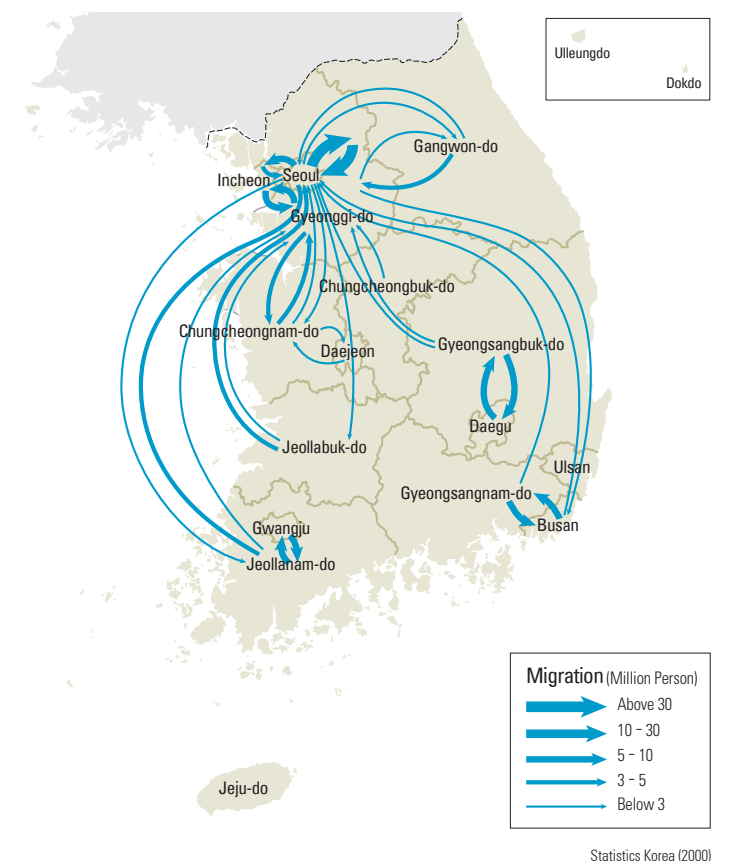 Ulleungdo
Dokdo
Gangwon-do
Incheon
Seoul
Gyeonggi-do
Chungcheongbuk-do
Chungcheongnam-do
Daejeon
Gyeongsangbuk-do
Daegu
Jeollabuk-do
Ulsan
Gyeongsangnam-do
Busan
Gwangju
Jeollanam-do
Jeju-do
Migration (Million Person)
Above 30
10 - 30
5 - 10
3 - 5
Below 3
Statistics Korea (2000)